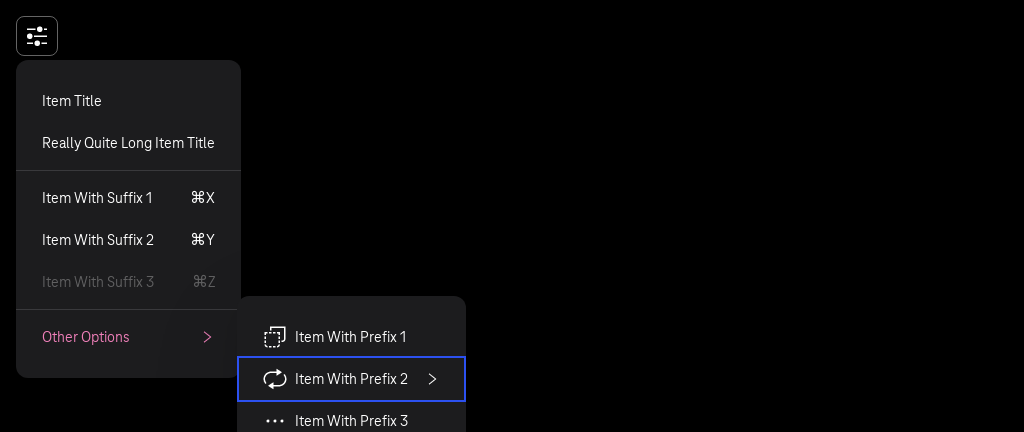 Item Title
Really Quite Long Item Title
Item With Suffix 1 ⌘X
Item With Suffix 2 ⌘Y
Item With Suffix 3 ⌘Z
Other Options
Item With Prefix 1
Item With Prefix 2
Item With Prefix 3